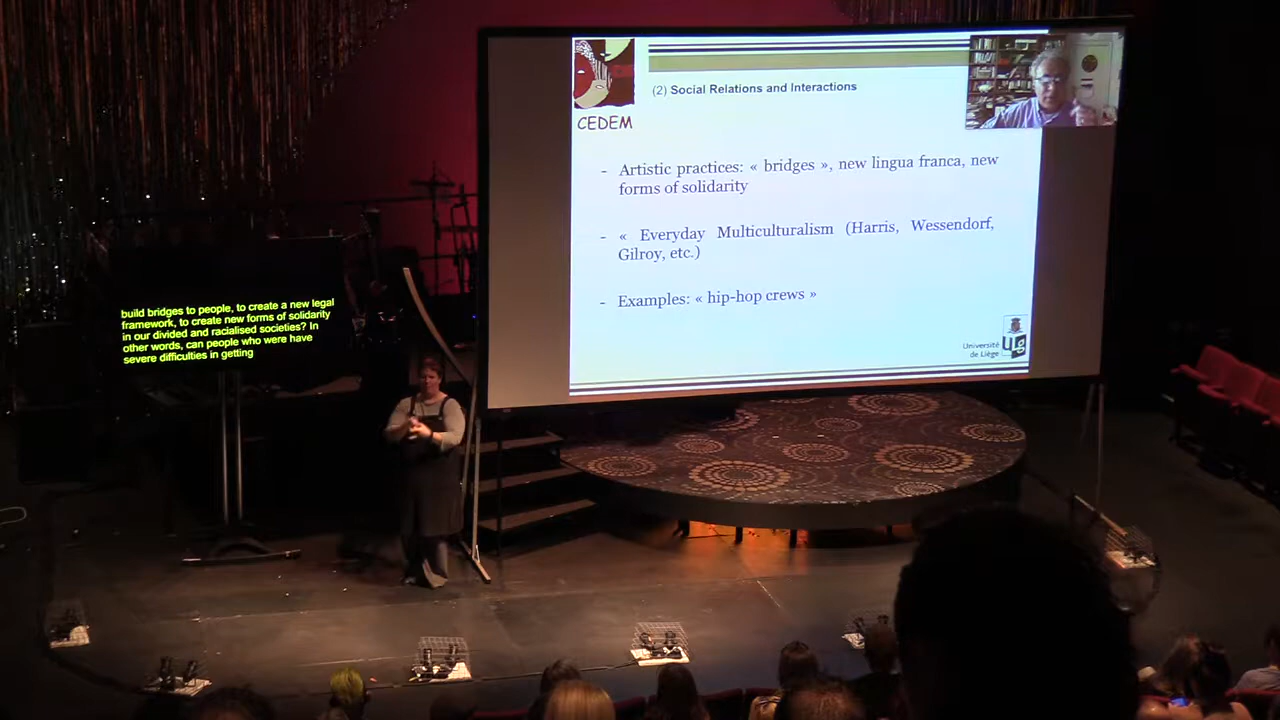 build bridges to people, to create a new legal
framework, to create new forms of solidarity
in our divided and racialised societies? In
other words, can people who were have
severe difficulties in getting
CEDEM
(2) Social Relations and Interactions
- Artistic practices: « bridges », new lingua franca, new
forms of solidarity
- « Everyday Multiculturalism (Harris, Wessendorf,
Gilroy, etc.)
- Examples: « hip-hop crews »
Université
de Liège